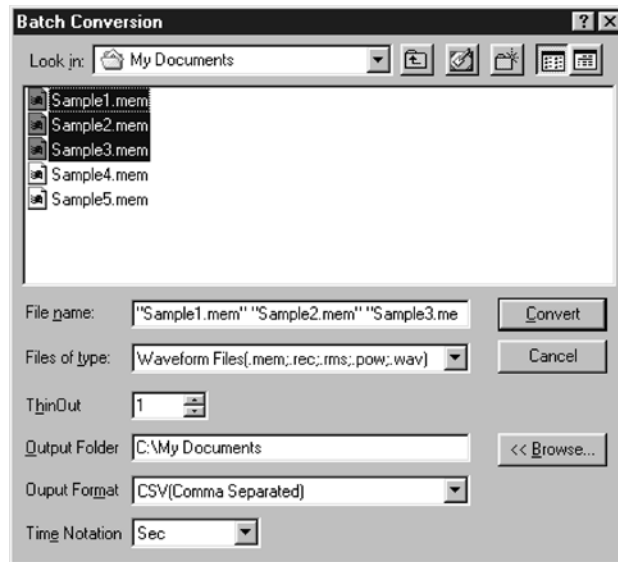 Batch Conversion
Look in: My Documents
Sample1.mem
Sample2.mem
Sample3.mem
Sample4.mem
Sample5.mem
File name: "Sample1.mem" "Sample2.mem" "Sample3.me Convert
Files of type: Waveform Files(.mem;.rec;.rms;.pow;.wav) Cancel
ThinOut 1
Output Folder C:\My Documents << Browse...
Ouput Format CSV(Comma Separated)
Time Notation Sec